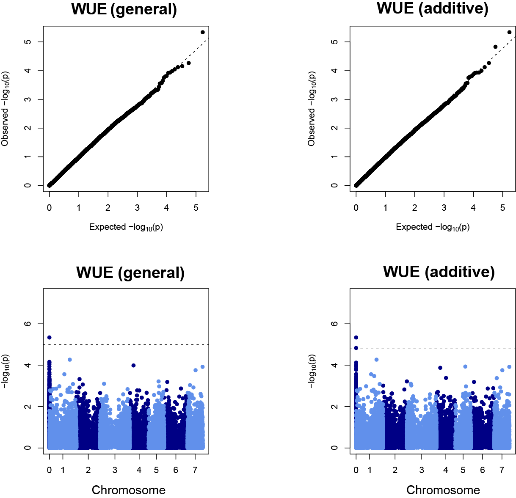 WUE (general)
WUE (additive)
Observed −log10(p)
5
4
3
2
1
0
0 1 2 3 4 5
Expected −log10(p)
Observed −log10(p)
5
4
3
2
1
0
0 1 2 3 4 5
Expected −log10(p)
WUE (general)
WUE (additive)
−log10(p)
6
4
2
0
0 1 2 3 4 5 6 7
Chromosome
−log10(p)
6
4
2
0
0 1 2 3 4 5 6 7
Chromosome